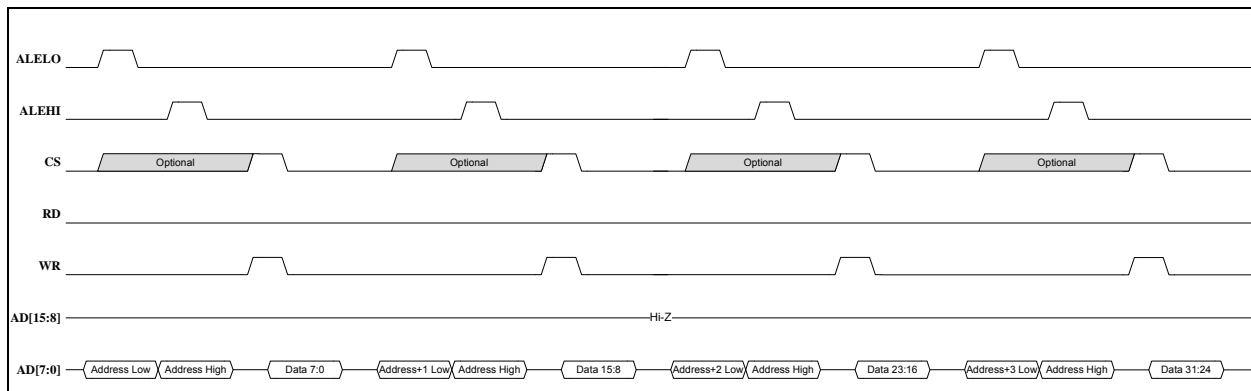 ALELO
ALEHI
CS Optional Optional Optional Optional
RD
WR
AD[15:8] Hi-Z
AD[7:0] Address Low Address High Data 7:0 Address+1 Low Address High Data 15:8 Address+2 Low Address High Data 23:16 Address+3 Low Address High Data 31:24